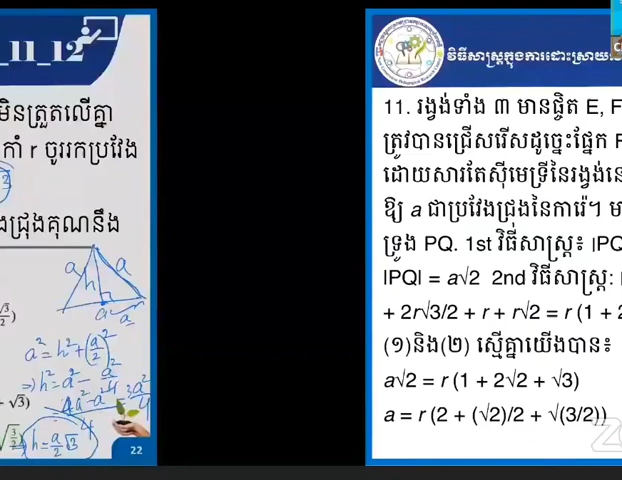 _11_12
មិនត្រួតលើគ្នា
កាំ r ចូររកប្រវែង
ងជ្រុងគុណនឹង
a a
h
a
a
a² = h² + (a/2)²
⇒ h² = a² -
4a² - a²
4
h = a/2 √3
+ √3)
22
វិធីសាស្ត្រក្នុងការដោះស្រាយ
11. រង្វង់ទាំង ៣ មានផ្ចិត E, F
ត្រូវបានជ្រើសរើសដូច្នេះផ្នែក F
ដោយសារតែស៊ីមេទ្រីនៃរង្វង់នេ
ឱ្យ a ជាប្រវែងជ្រុងនៃការ៉េ។ ម
ទ្រូង PQ. 1st វិធីសាស្ត្រ៖ |PQ
|PQ| = a√2 2nd វិធីសាស្ត្រ: |
+ 2r√3/2 + r + r√2 = r (1 + 2
(១)និង(២) ស្មើគ្នាយើងបាន៖
a√2 = r (1 + 2√2 + √3)
a = r (2 + (√2)/2 + √(3/2))